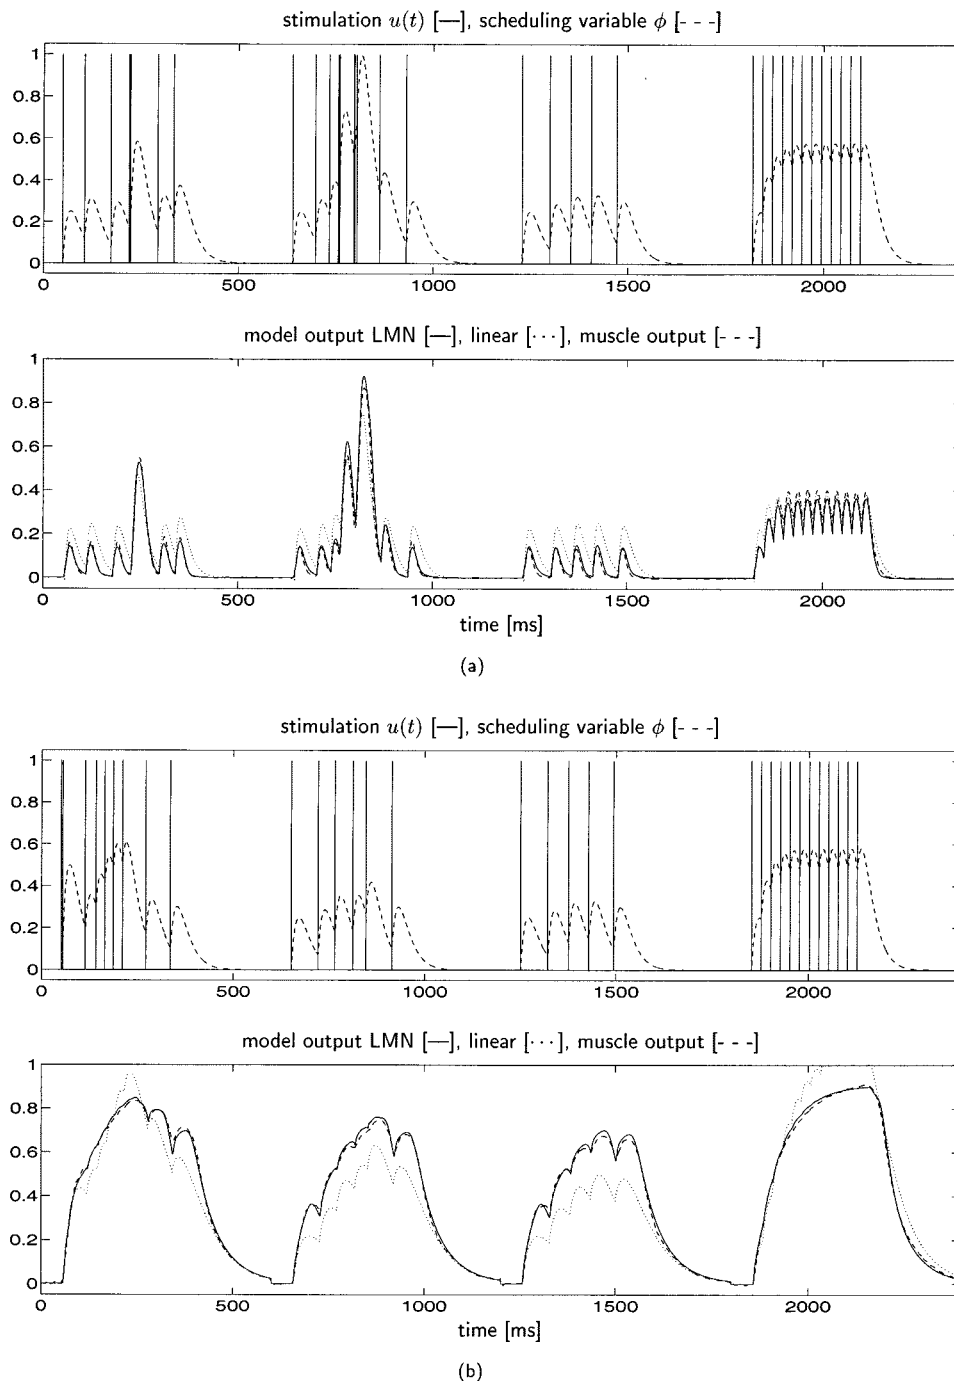 stimulation u(t) [—], scheduling variable ϕ [- - -]
1
0.8
0.6
0.4
0.2
0
0 500 1000 1500 2000
model output LMN [—], linear [· · ·], muscle output [- - -]
1
0.8
0.6
0.4
0.2
0
0 500 1000 1500 2000
time [ms]
(a)
stimulation u(t) [—], scheduling variable ϕ [- - -]
1
0.8
0.6
0.4
0.2
0
0 500 1000 1500 2000
model output LMN [—], linear [· · ·], muscle output [- - -]
1
0.8
0.6
0.4
0.2
0
0 500 1000 1500 2000
time [ms]
(b)